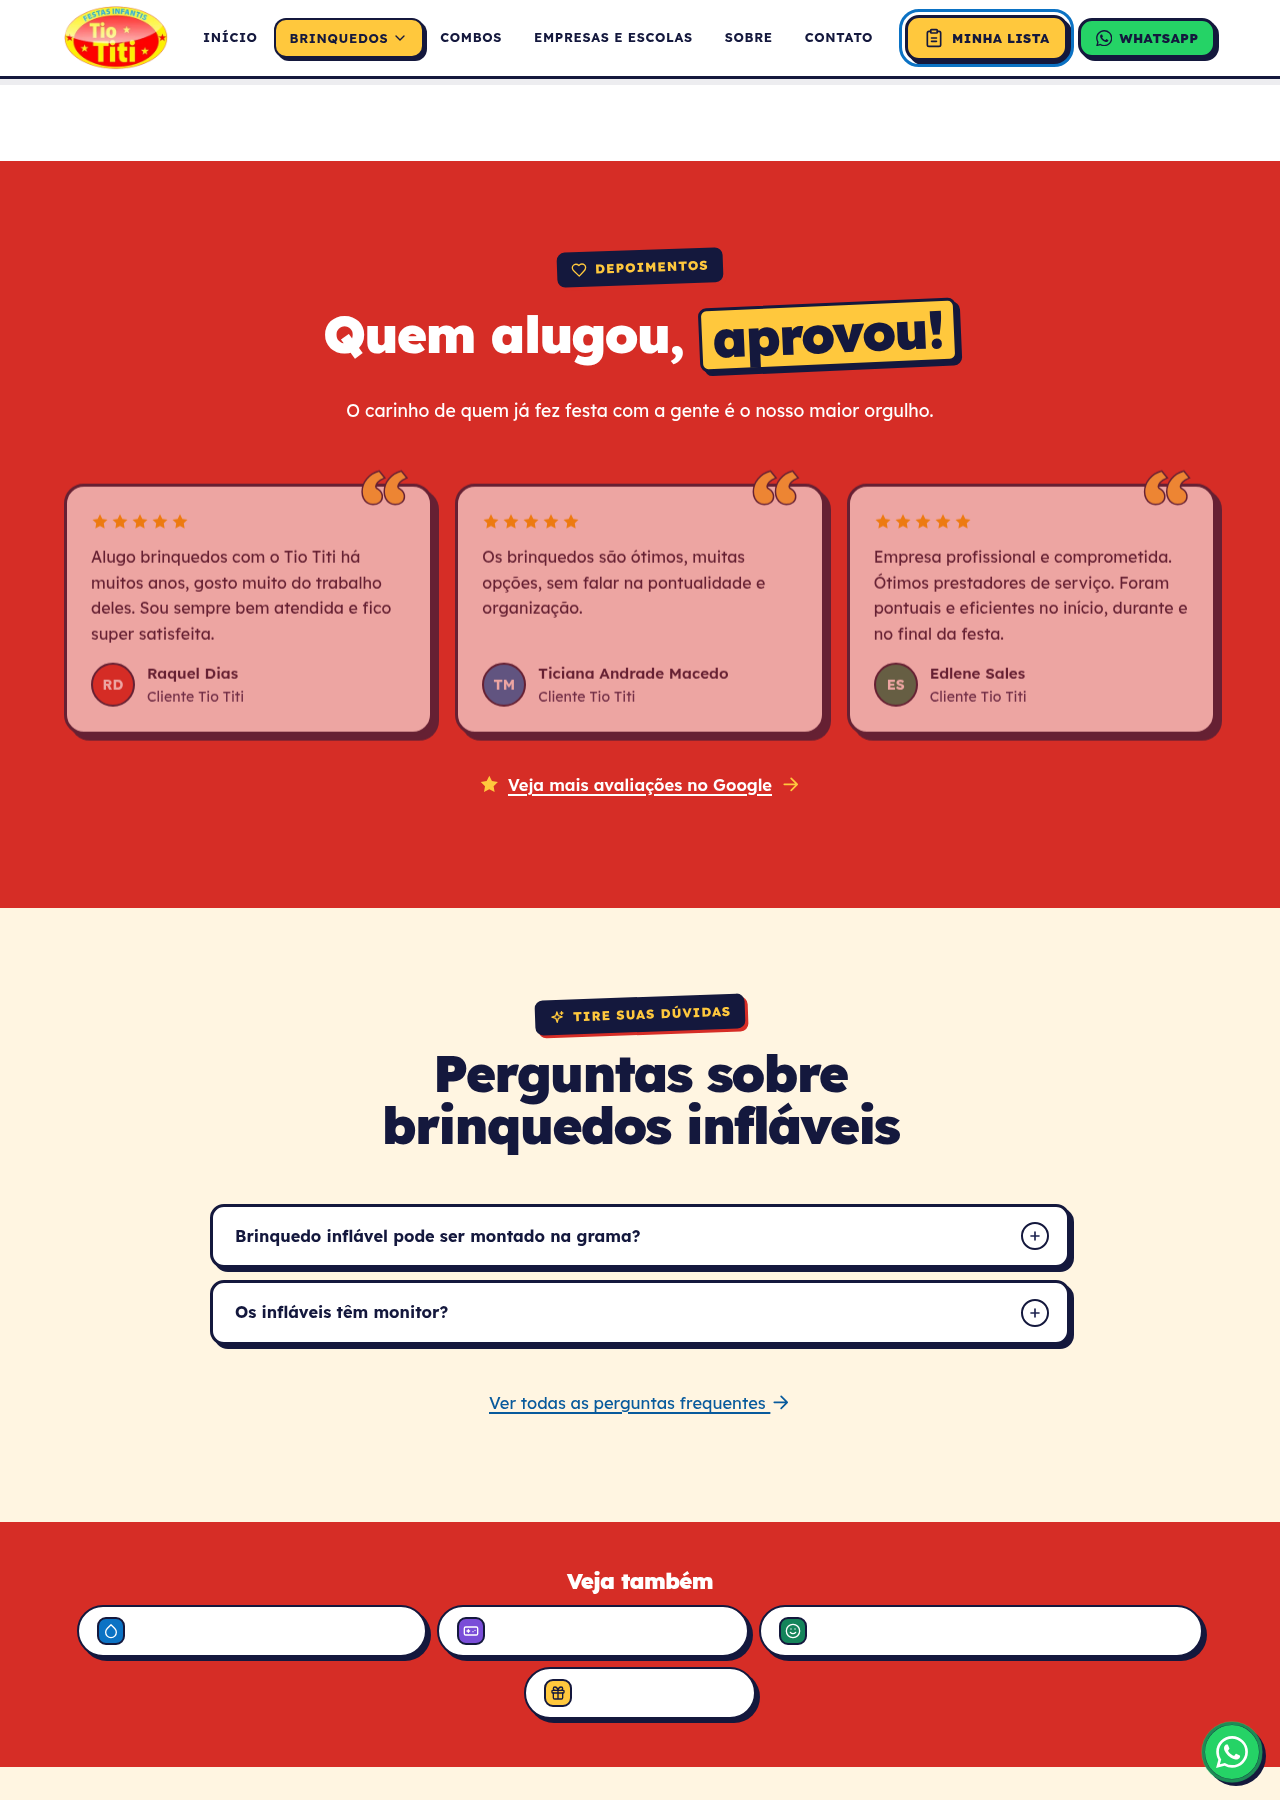 FESTAS INFANTIS
Tio
Titi
INÍCIO
BRINQUEDOS
COMBOS
EMPRESAS E ESCOLAS
SOBRE
CONTATO
MINHA LISTA
WHATSAPP
DEPOIMENTOS
Quem alugou, aprovou!
O carinho de quem já fez festa com a gente é o nosso maior orgulho.
“
Alugo brinquedos com o Tio Titi há
muitos anos, gosto muito do trabalho
deles. Sou sempre bem atendida e fico
super satisfeita.
RD
Raquel Dias
Cliente Tio Titi
“
Os brinquedos são ótimos, muitas
opções, sem falar na pontualidade e
organização.
TM
Ticiana Andrade Macedo
Cliente Tio Titi
“
Empresa profissional e comprometida.
Ótimos prestadores de serviço. Foram
pontuais e eficientes no início, durante e
no final da festa.
ES
Edlene Sales
Cliente Tio Titi
Veja mais avaliações no Google
TIRE SUAS DÚVIDAS
Perguntas sobre
brinquedos infláveis
Brinquedo inflável pode ser montado na grama?
Os infláveis têm monitor?
Ver todas as perguntas frequentes
Veja também